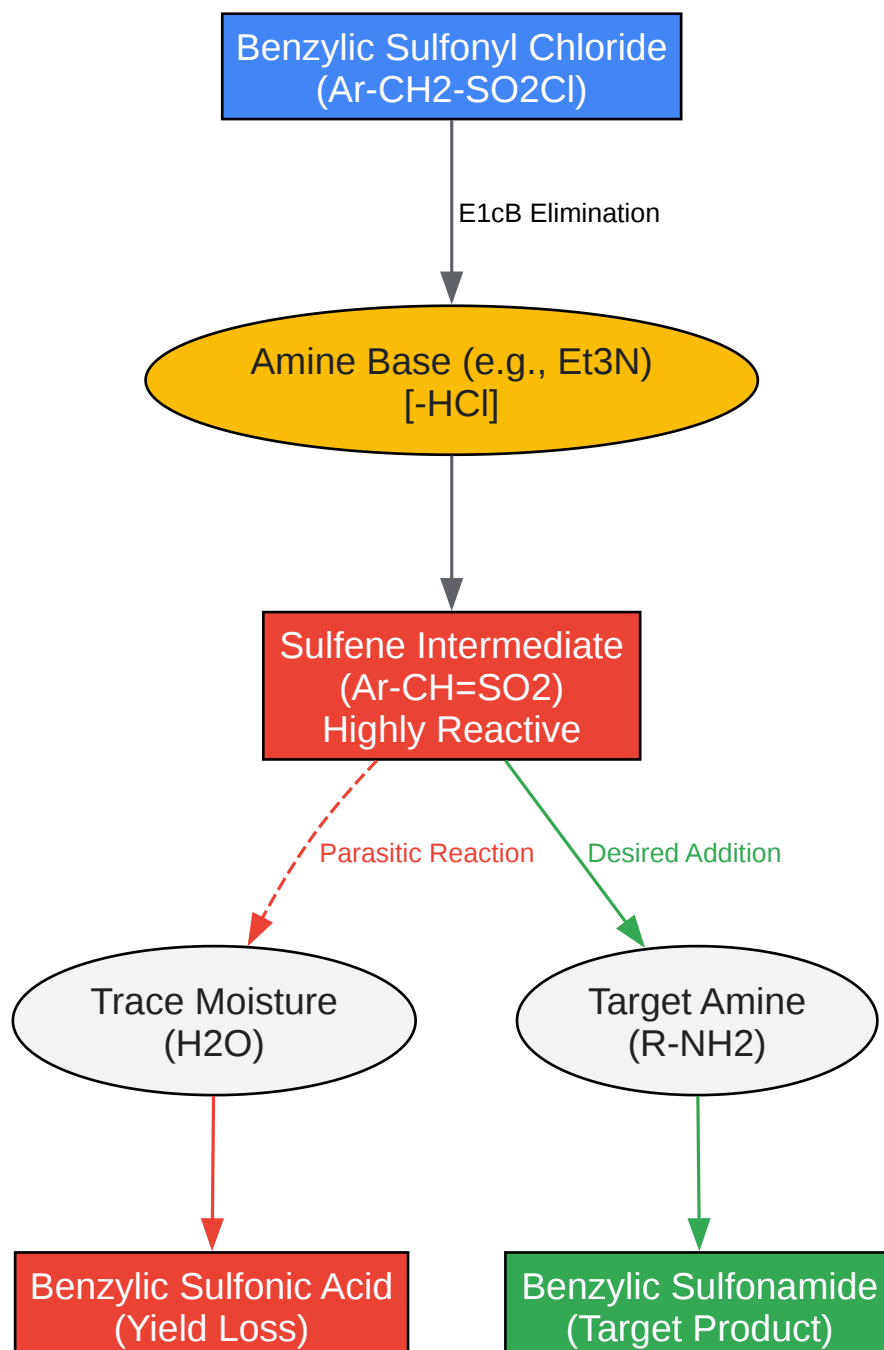 Benzylic Sulfonyl Chloride
(Ar-CH2-SO2Cl)
E1cB Elimination
Amine Base (e.g., Et3N)
[-HCl]
Sulfene Intermediate
(Ar-CH=SO2)
Highly Reactive
Parasitic Reaction
Desired Addition
Trace Moisture
(H2O)
Target Amine
(R-NH2)
Benzylic Sulfonic Acid
(Yield Loss)
Benzylic Sulfonamide
(Target Product)